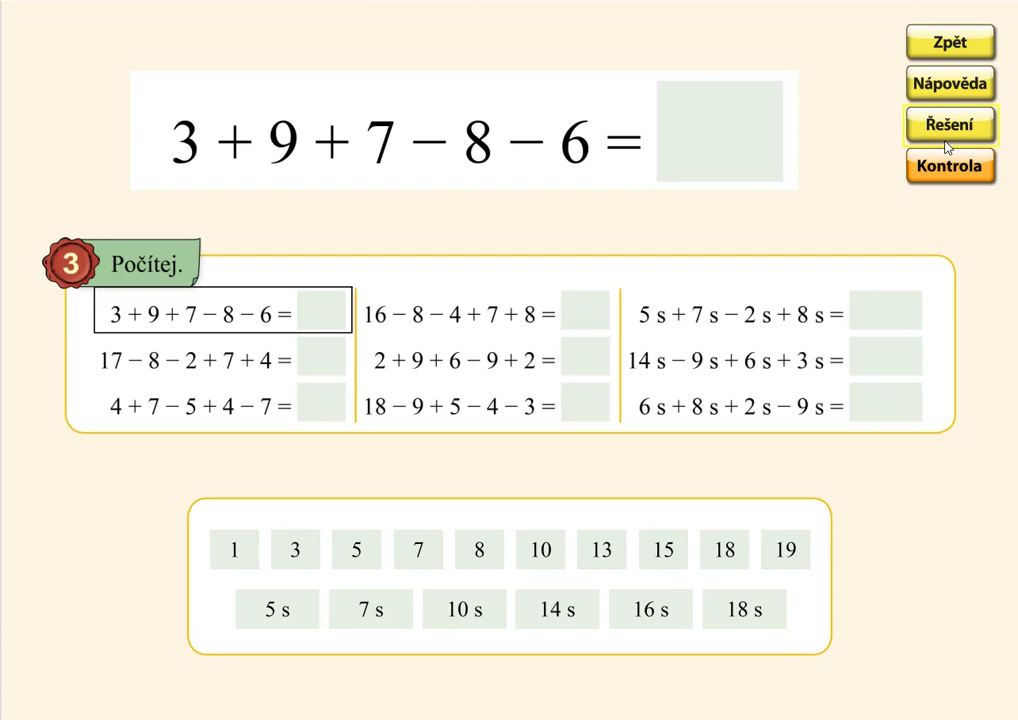 Zpět
Nápověda
Řešení
Kontrola
3 + 9 + 7 − 8 − 6 =
3 Počítej.
3 + 9 + 7 − 8 − 6 = 16 − 8 − 4 + 7 + 8 = 5 s + 7 s − 2 s + 8 s =
17 − 8 − 2 + 7 + 4 = 2 + 9 + 6 − 9 + 2 = 14 s − 9 s + 6 s + 3 s =
4 + 7 − 5 + 4 − 7 = 18 − 9 + 5 − 4 − 3 = 6 s + 8 s + 2 s − 9 s =
1 3 5 7 8 10 13 15 18 19
5 s 7 s 10 s 14 s 16 s 18 s